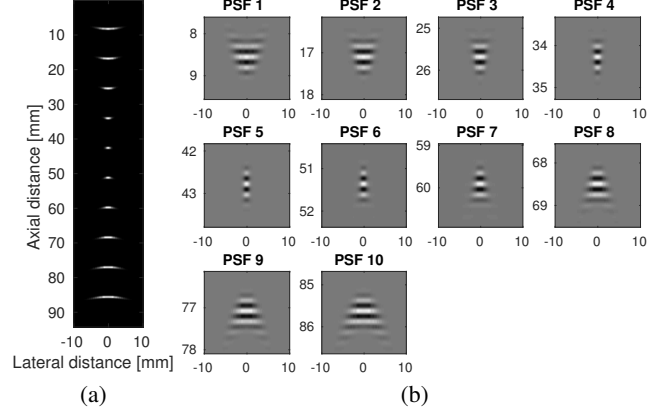 10
20
30
40
50
60
70
80
90
Axial distance [mm]
-10 0 10
Lateral distance [mm]
(a)
PSF 1 PSF 2 PSF 3 PSF 4
8
9
-10 0 10
17
18
-10 0 10
25
26
-10 0 10
34
35
-10 0 10
PSF 5 PSF 6 PSF 7 PSF 8
42
43
-10 0 10
51
52
-10 0 10
59
60
-10 0 10
68
69
-10 0 10
PSF 9 PSF 10
77
78
-10 0 10
85
86
-10 0 10
(b)